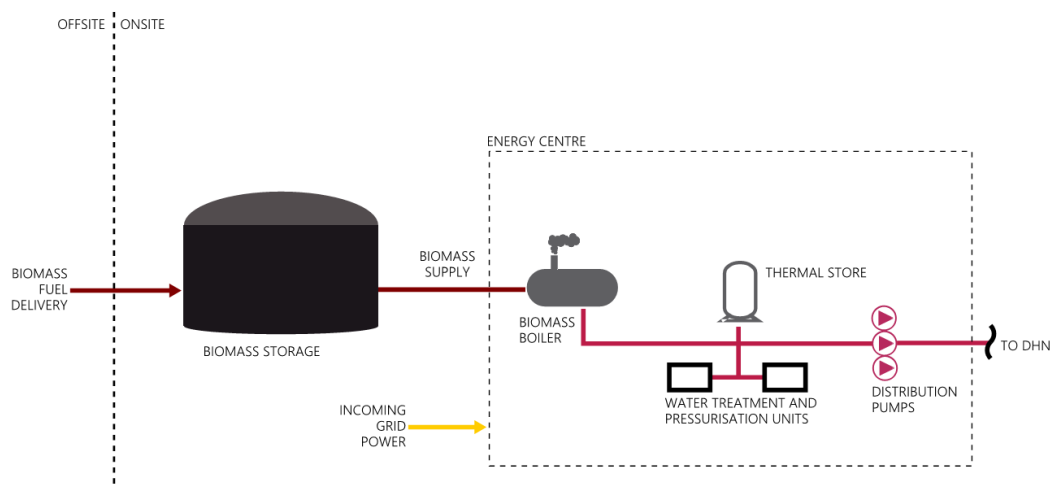 OFFSITE
ONSITE
ENERGY CENTRE
BIOMASS
FUEL
DELIVERY
BIOMASS STORAGE
BIOMASS
SUPPLY
BIOMASS
BOILER
THERMAL STORE
WATER TREATMENT AND
PRESSURISATION UNITS
DISTRIBUTION
PUMPS
TO DHN
INCOMING
GRID
POWER